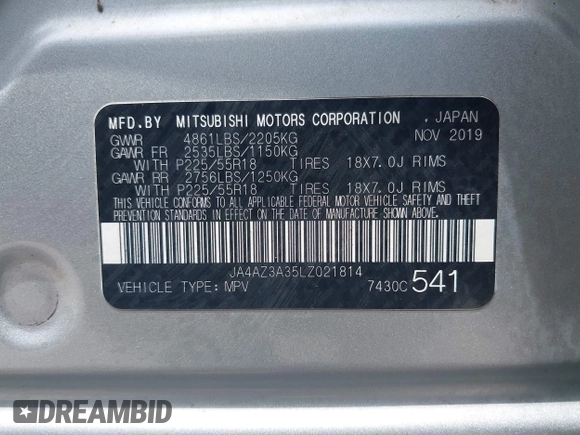 MFD.BY MITSUBISHI MOTORS CORPORATION . JAPAN
GVWR 4861LBS/2205KG NOV 2019
GAWR FR 2535LBS/1150KG
WITH P225/55R18 TIRES 18X7.0J RIMS
GAWR RR 2756LBS/1250KG
WITH P225/55R18 TIRES 18X7.0J RIMS
THIS VEHICLE CONFORMS TO ALL APPLICABLE FEDERAL MOTOR VEHICLE SAFETY AND THEFT
PREVENTION STANDARDS IN EFFECT ON THE DATE OF MANUFACTURE SHOWN ABOVE.
JA4AZ3A35LZ021814
VEHICLE TYPE: MPV 7430C 541
DREAMBID